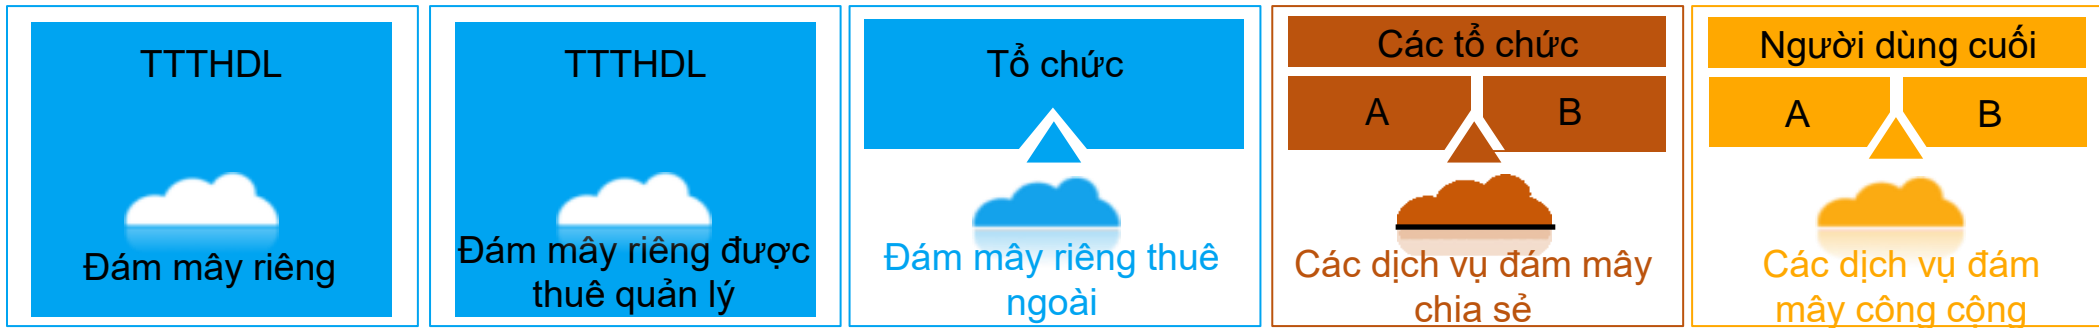 TTTHDL
Đám mây riêng
TTTHDL
Đám mây riêng được
thuê quản lý
Tổ chức
Đám mây riêng thuê
ngoài
Các tổ chức
A
B
Các dịch vụ đám mây
chia sẻ
Người dùng cuối
A
B
Các dịch vụ đám
mây công cộng